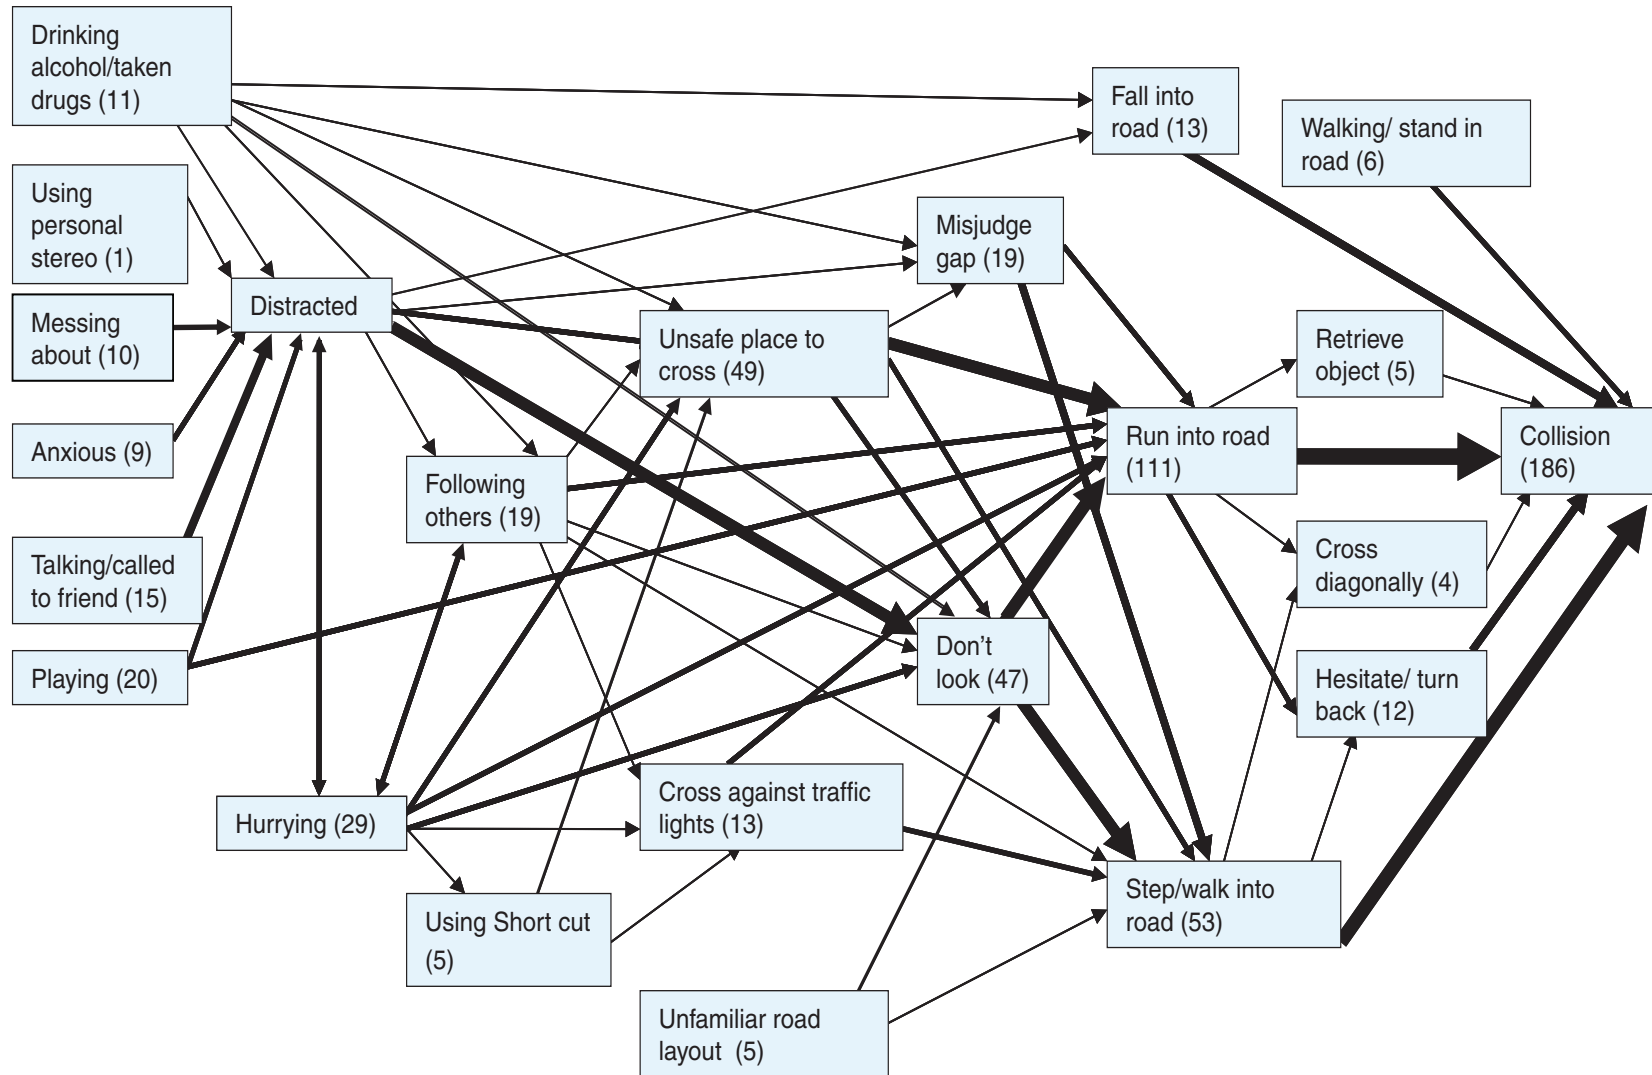 Drinking
alcohol/taken
drugs (11)
Fall into
road (13)
Walking/ stand in
road (6)
Using
personal
stereo (1)
Misjudge
gap (19)
Distracted
Messing
about (10)
Unsafe place to
cross (49)
Retrieve
object (5)
Anxious (9)
Following
others (19)
Run into road
(111)
Collision
(186)
Talking/called
to friend (15)
Cross
diagonally (4)
Playing (20)
Don't
look (47)
Hesitate/ turn
back (12)
Hurrying (29)
Cross against traffic
lights (13)
Using Short cut
(5)
Step/walk into
road (53)
Unfamiliar road
layout  (5)